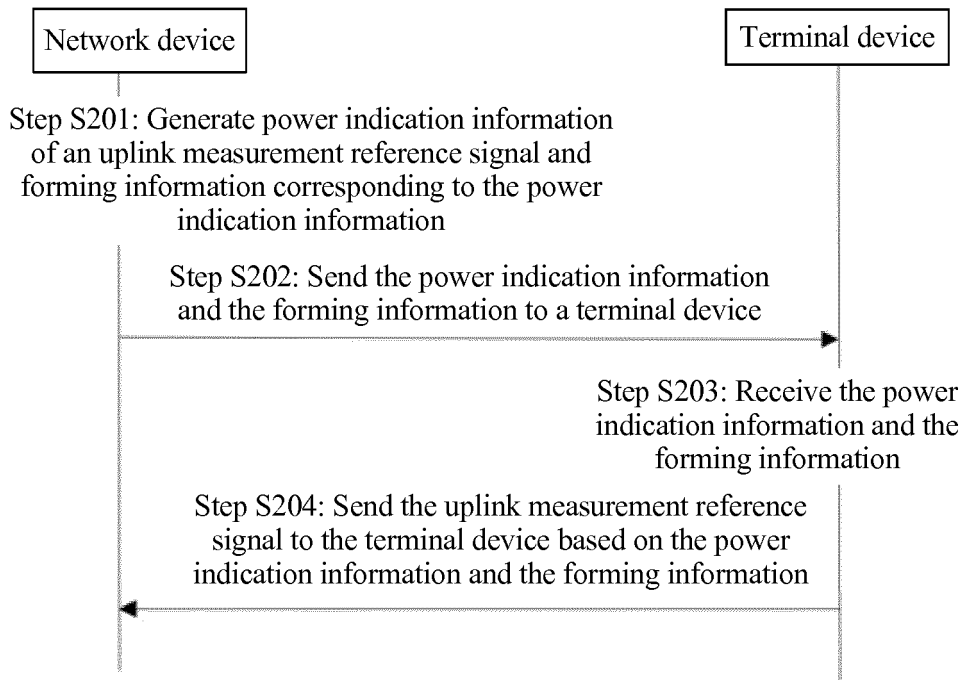 Network device
Terminal device
Step S201: Generate power indication information
of an uplink measurement reference signal and
forming information corresponding to the power
indication information
Step S202: Send the power indication information
and the forming information to a terminal device
Step S203: Receive the power
indication information and the
forming information
Step S204: Send the uplink measurement reference
signal to the terminal device based on the power
indication information and the forming information